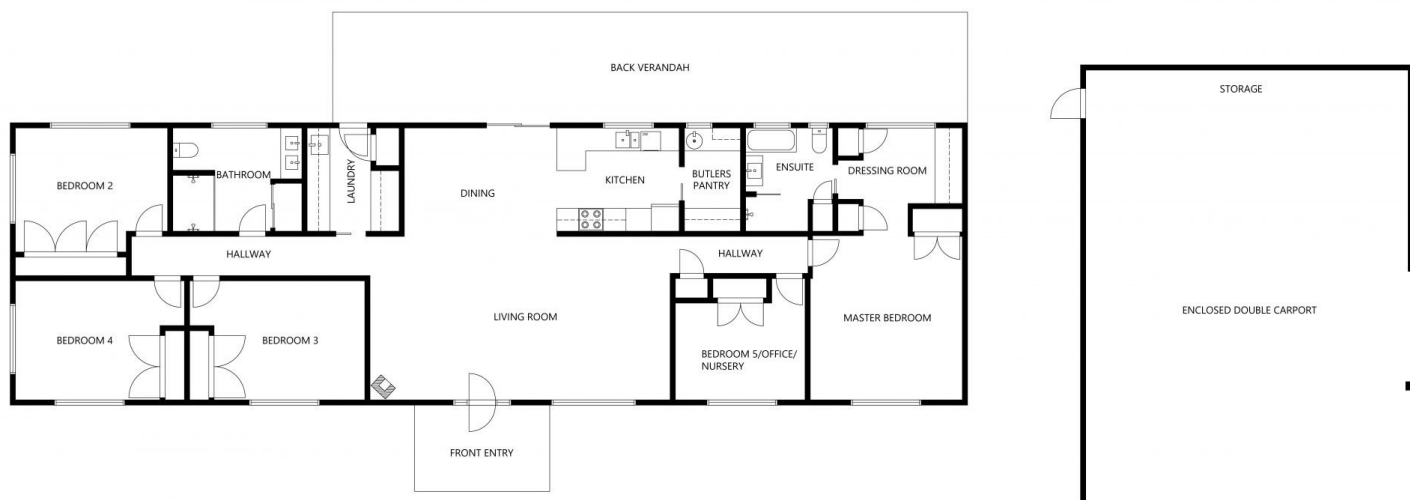 BACK VERANDAH
STORAGE
BEDROOM 2
BATHROOM
LAUNDRY
DINING
KITCHEN
BUTLERS
PANTRY
ENSUITE
DRESSING ROOM
HALLWAY
HALLWAY
BEDROOM 4
BEDROOM 3
LIVING ROOM
BEDROOM 5/OFFICE/
NURSERY
MASTER BEDROOM
ENCLOSED DOUBLE CARPORT
FRONT ENTRY